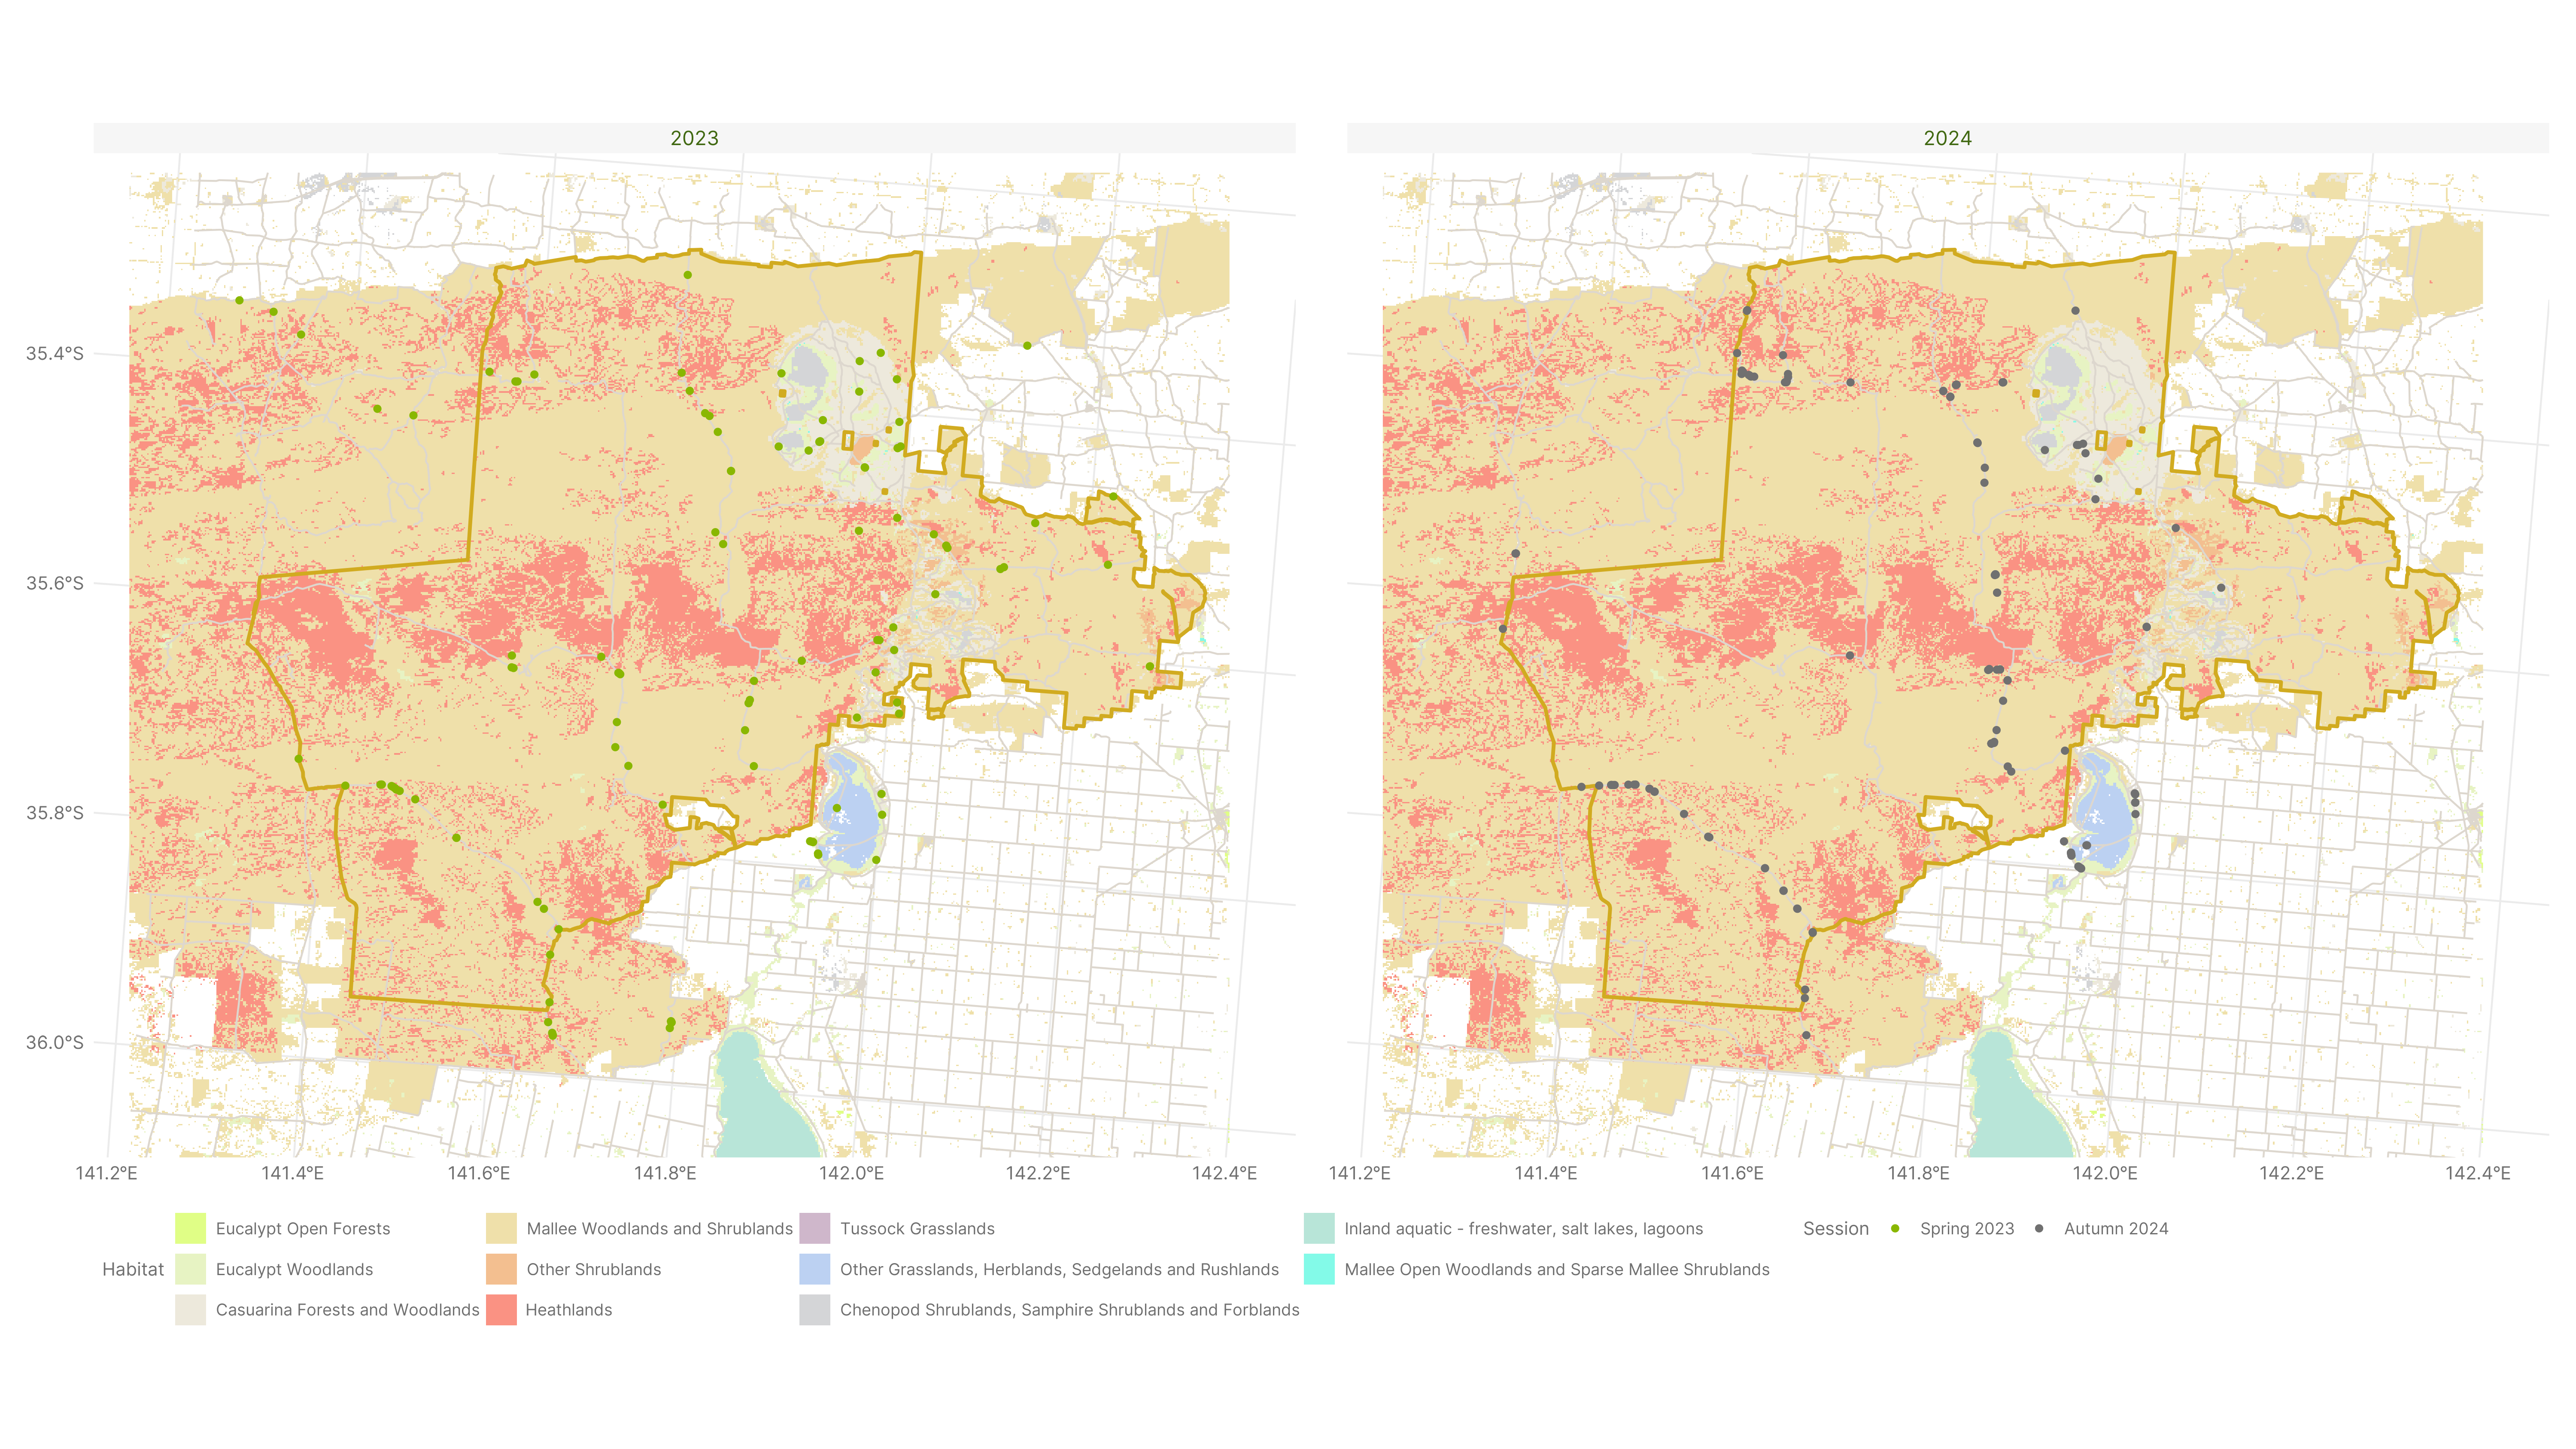 2023
2024
35.4°S
35.6°S
35.8°S
36.0°S
141.2°E 141.4°E 141.6°E 141.8°E 142.0°E 142.2°E 142.4°E
141.2°E 141.4°E 141.6°E 141.8°E 142.0°E 142.2°E 142.4°E
Habitat
Eucalypt Open Forests
Eucalypt Woodlands
Casuarina Forests and Woodlands
Mallee Woodlands and Shrublands
Other Shrublands
Heathlands
Tussock Grasslands
Other Grasslands, Herblands, Sedgelands and Rushlands
Chenopod Shrublands, Samphire Shrublands and Forblands
Inland aquatic - freshwater, salt lakes, lagoons
Mallee Open Woodlands and Sparse Mallee Shrublands
Session Spring 2023 Autumn 2024